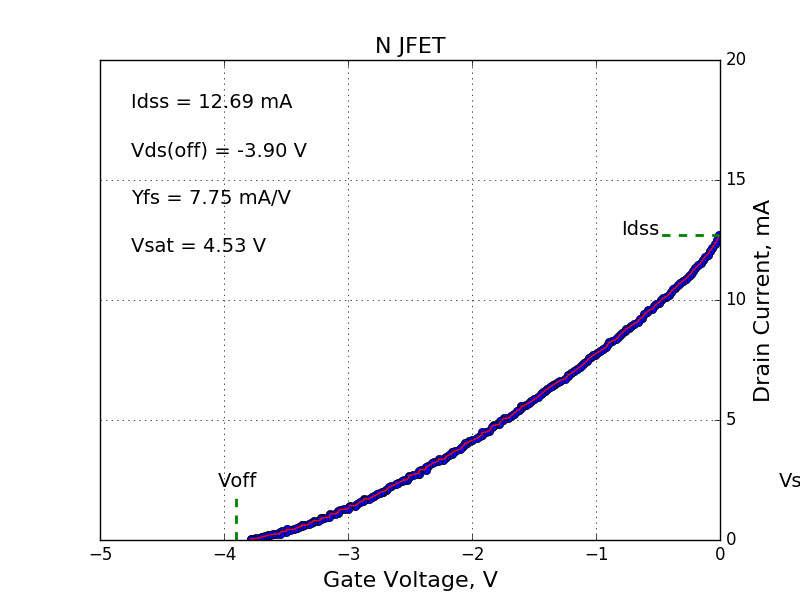 N JFET
20
Idss = 12.69 mA
Vds(off) = -3.90 V
15
Yfs = 7.75 mA/V
Idss
Vsat = 4.53 V
10
Drain Current, mA
5
Voff
Vs
0
−5 −4 −3 −2 −1 0
Gate Voltage, V